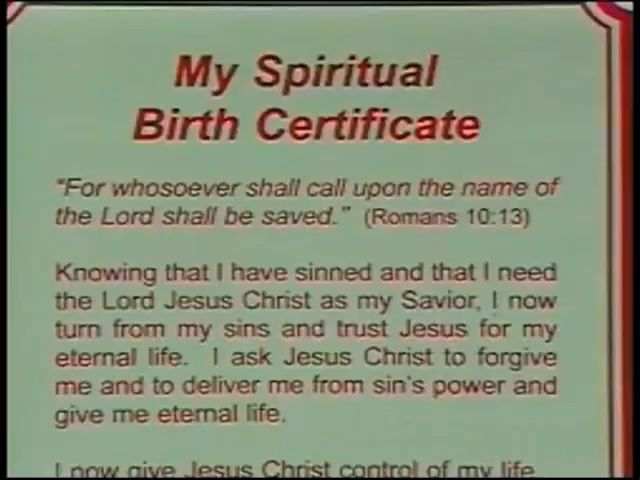 My Spiritual
Birth Certificate
"For whosoever shall call upon the name of
the Lord shall be saved." (Romans 10:13)
Knowing that I have sinned and that I need
the Lord Jesus Christ as my Savior, I now
turn from my sins and trust Jesus for my
eternal life. I ask Jesus Christ to forgive
me and to deliver me from sin's power and
give me eternal life.
I now give Jesus Christ control of my life